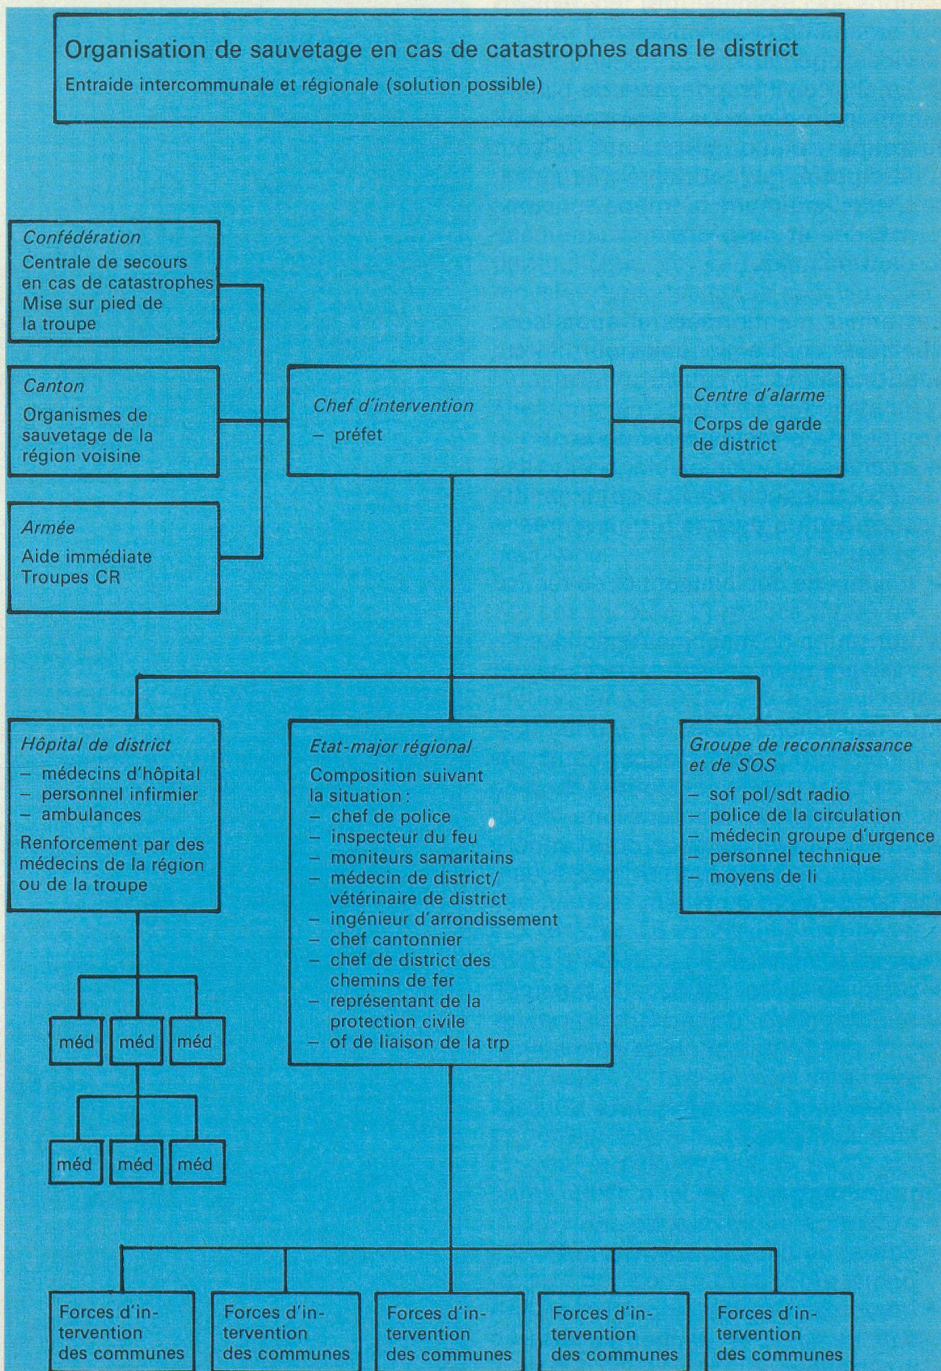 Organisation de sauvetage en cas de catastrophes dans le district
Entraide intercommunale et régionale (solution possible)
Confédération
Centrale de secours
en cas de catastrophes
Mise sur pied de
la troupe
Canton
Organismes de
sauvetage de la
région voisine
Armée
Aide immédiate
Troupes CR
Chef d'intervention
– préfet
Centre d'alarme
Corps de garde
de district
Hôpital de district
– médecins d'hôpital
– personnel infirmier
– ambulances
Renforcement par des
médecins de la région
ou de la troupe
Etat-major régional
Composition suivant
la situation :
– chef de police
– inspecteur du feu
– moniteurs samaritains
– médecin de district/
vétérinaire de district
– ingénieur d'arrondissement
– chef cantonnier
– chef de district des
chemins de fer
– représentant de la
protection civile
– of de liaison de la trp
Groupe de reconnaissance
et de SOS
– sof pol/sdt radio
– police de la circulation
– médecin groupe d'urgence
– personnel technique
– moyens de li
méd méd méd
méd méd méd
Forces d'in-
tervention
des communes
Forces d'in-
tervention
des communes
Forces d'in-
tervention
des communes
Forces d'in-
tervention
des communes
Forces d'in-
tervention
des communes